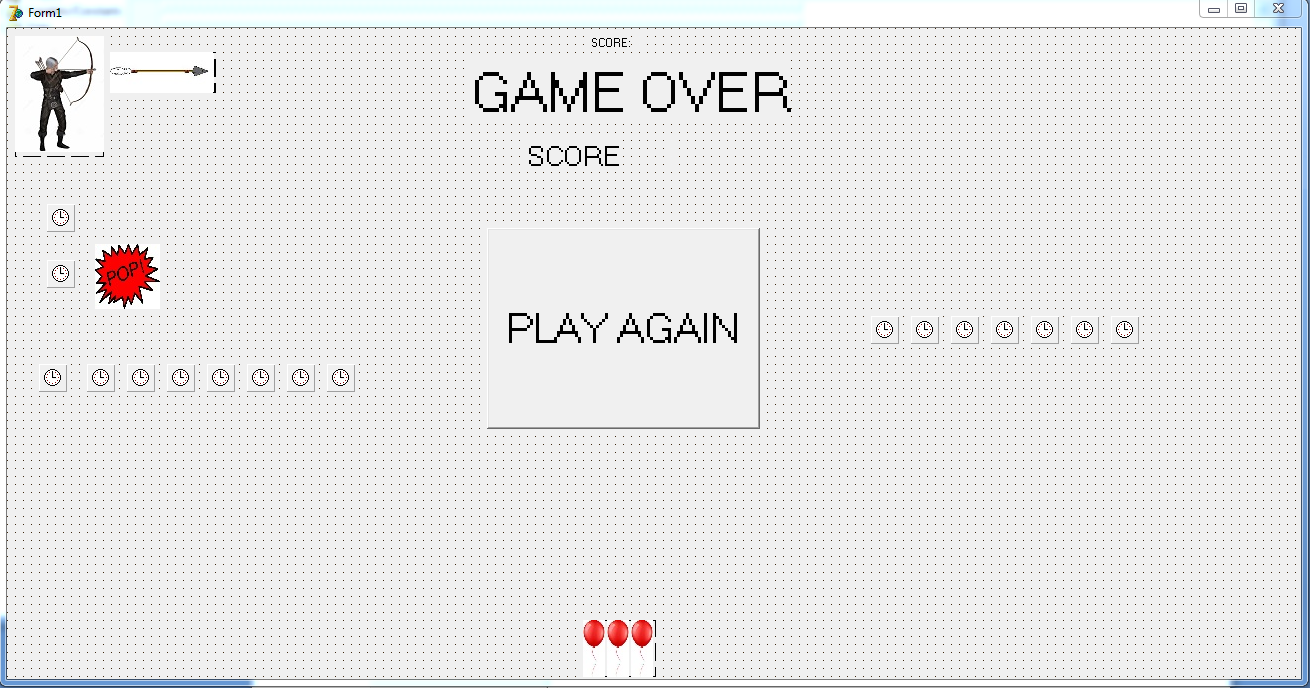 Form1
SCORE:
GAME OVER
SCORE
POP!
PLAY AGAIN